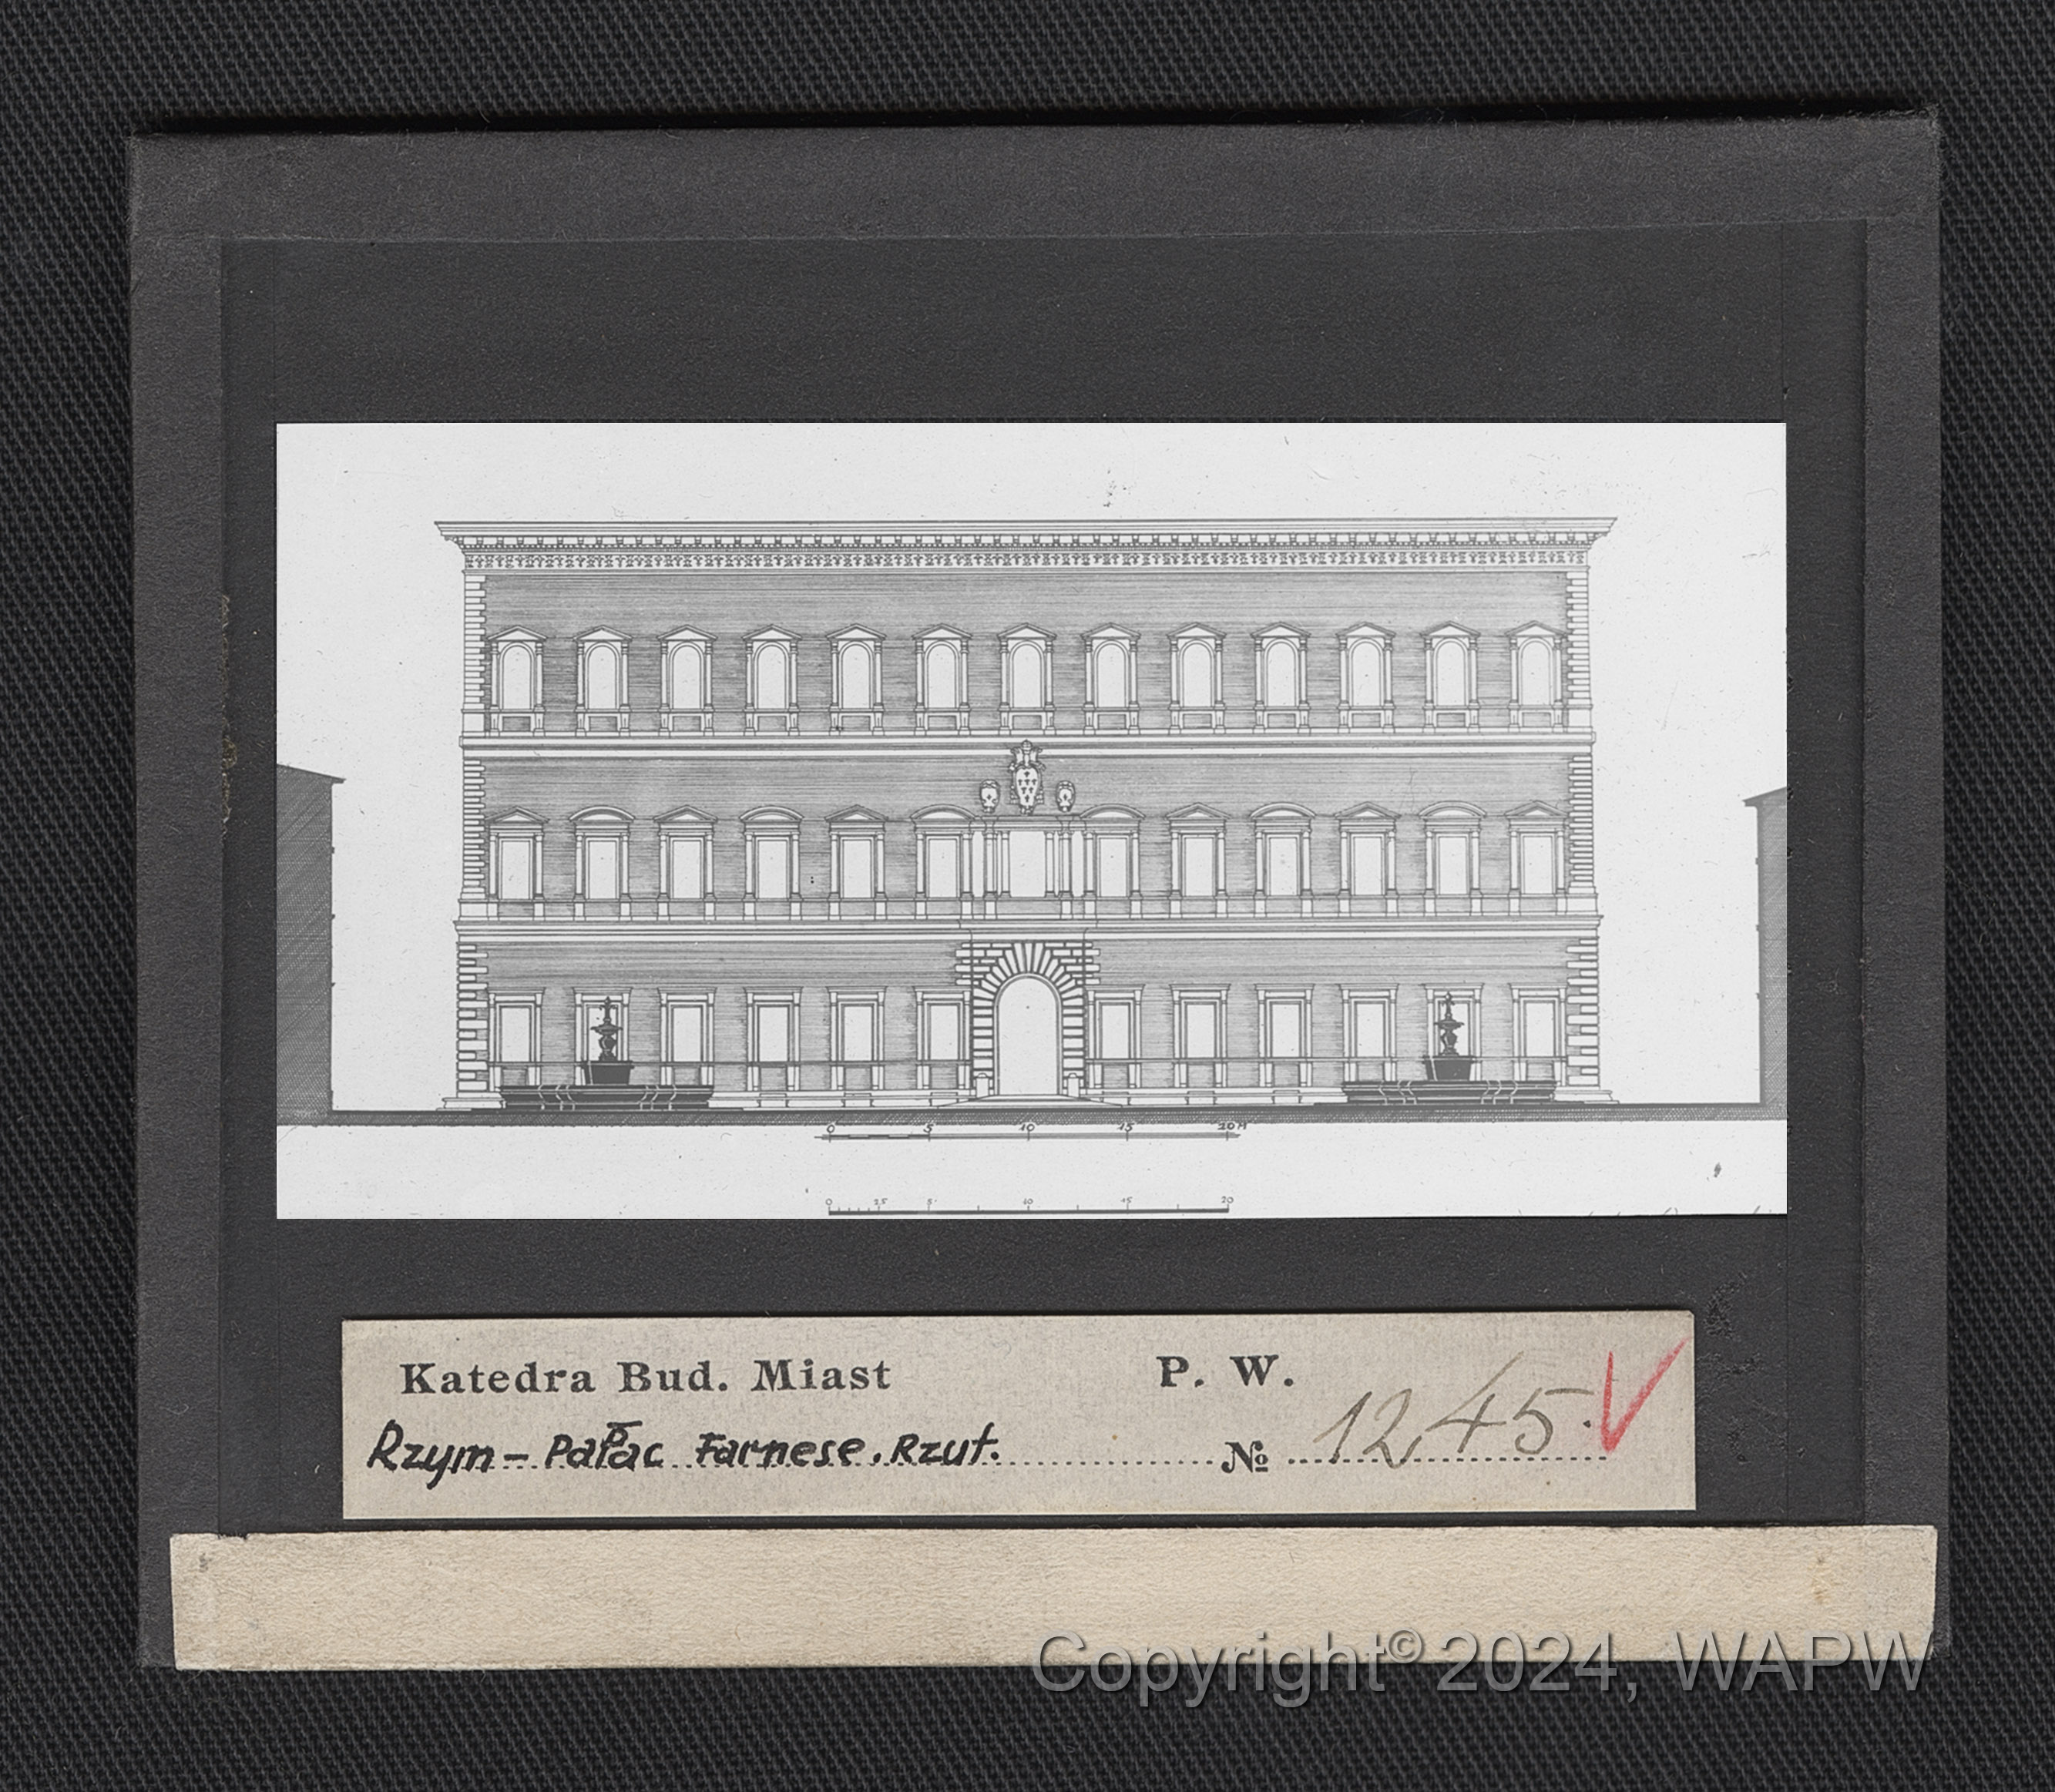 0 5 10 15 20M
0 2.5 5 10 15 20
Katedra Bud. Miast P. W.
Rzym – Pałac Farnese. Rzut. № 1245.
Copyright© 2024, WAPW